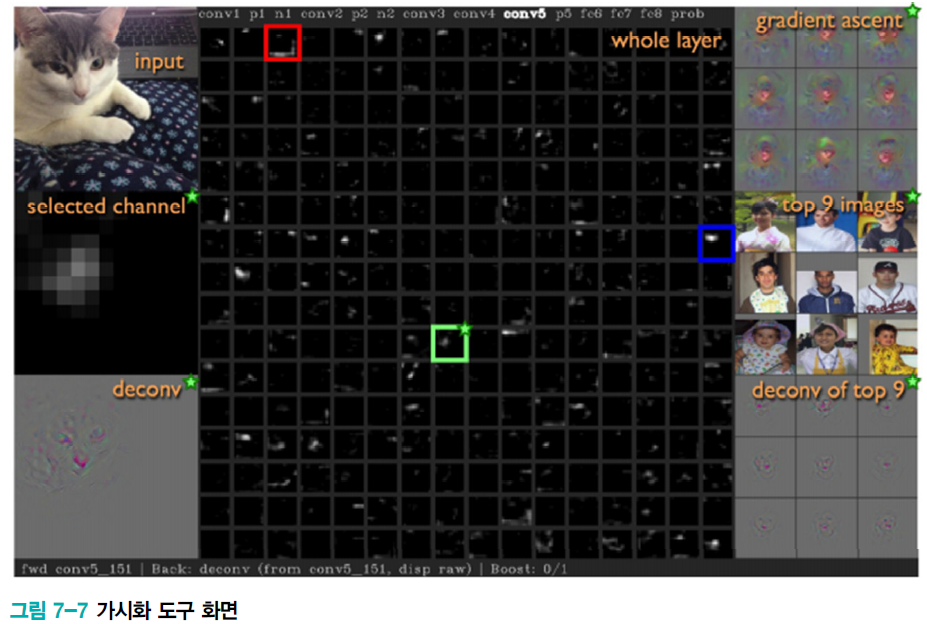 conv1 p1 n1 conv2 p2 n2 conv3 conv4 conv5 p5 fc6 fc7 fc8 prob
input
whole layer
gradient ascent
selected channel
top 9 images
deconv
deconv of top 9
fwd conv5_151 | Back: deconv (from conv5_151, disp raw) | Boost: 0/1
그림 7-7 가시화 도구 화면